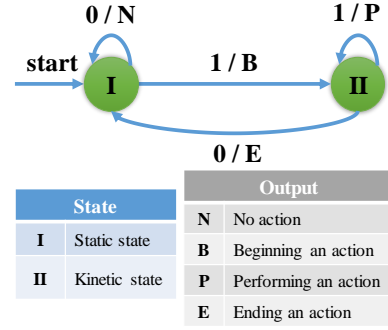 0 / N
1 / P
start
1 / B
I
II
0 / E
State
I Static state
II Kinetic state
Output
N No action
B Beginning an action
P Performing an action
E Ending an action